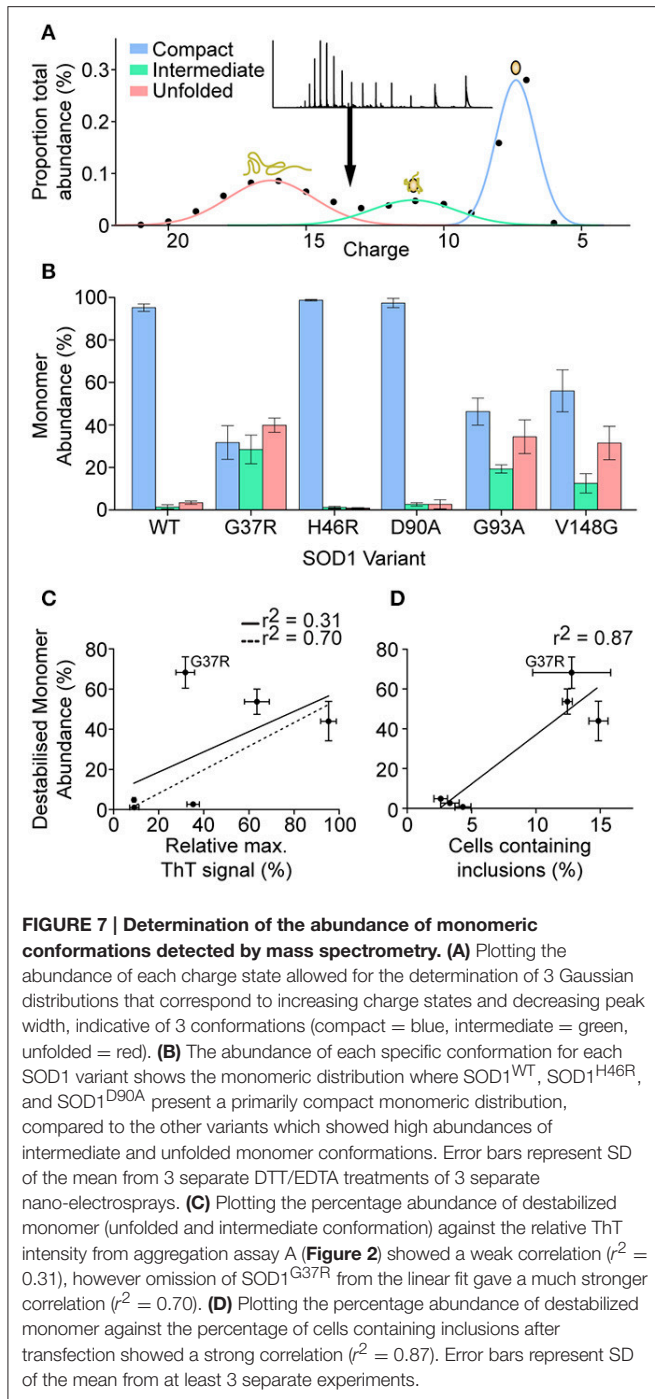 A
Compact
Intermediate
Unfolded
Proportion total
abundance (%)
0.3
0.2
0.1
0
20
15
10
5
Charge
B
Monomer
Abundance (%)
100
80
60
40
20
0
WT
G37R
H46R
D90A
G93A
V148G
SOD1 Variant
C
r² = 0.31
r² = 0.70
Destabilised Monomer
Abundance (%)
80
60
40
20
0
G37R
0 20 40 60 80 100
Relative max.
ThT signal (%)
D
r² = 0.87
80
60
40
20
0
G37R
0 5 10 15
Cells containing
inclusions (%)
FIGURE 7 | Determination of the abundance of monomeric
conformations detected by mass spectrometry. (A) Plotting the
abundance of each charge state allowed for the determination of 3 Gaussian
distributions that correspond to increasing charge states and decreasing peak
width, indicative of 3 conformations (compact = blue, intermediate = green,
unfolded = red). (B) The abundance of each specific conformation for each
SOD1 variant shows the monomeric distribution where SOD1^WT, SOD1^H46R,
and SOD1^D90A present a primarily compact monomeric distribution,
compared to the other variants which showed high abundances of
intermediate and unfolded monomer conformations. Error bars represent SD
of the mean from 3 separate DTT/EDTA treatments of 3 separate
nano-electrosprays. (C) Plotting the percentage abundance of destabilized
monomer (unfolded and intermediate conformation) against the relative ThT
intensity from aggregation assay A (Figure 2) showed a weak correlation (r² =
0.31), however omission of SOD1^G37R from the linear fit gave a much stronger
correlation (r² = 0.70). (D) Plotting the percentage abundance of destabilized
monomer against the percentage of cells containing inclusions after
transfection showed a strong correlation (r² = 0.87). Error bars represent SD
of the mean from at least 3 separate experiments.